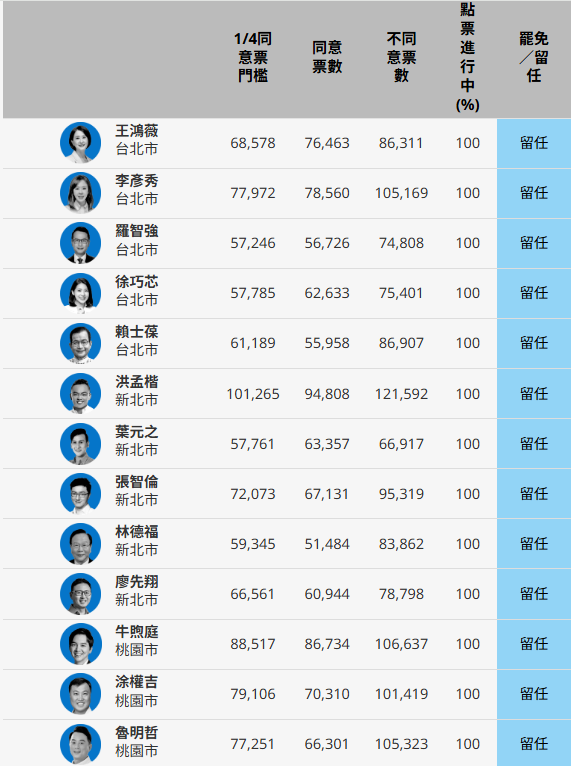 1/4同意票門檻 同意票數 不同意票數 點票進行中(%) 罷免／留任
王鴻薇 台北市 68,578 76,463 86,311 100 留任
李彥秀 台北市 77,972 78,560 105,169 100 留任
羅智強 台北市 57,246 56,726 74,808 100 留任
徐巧芯 台北市 57,785 62,633 75,401 100 留任
賴士葆 台北市 61,189 55,958 86,907 100 留任
洪孟楷 新北市 101,265 94,808 121,592 100 留任
葉元之 新北市 57,761 63,357 66,917 100 留任
張智倫 新北市 72,073 67,131 95,319 100 留任
林德福 新北市 59,345 51,484 83,862 100 留任
廖先翔 新北市 66,561 60,944 78,798 100 留任
牛煦庭 桃園市 88,517 86,734 106,637 100 留任
涂權吉 桃園市 79,106 70,310 101,419 100 留任
魯明哲 桃園市 77,251 66,301 105,323 100 留任